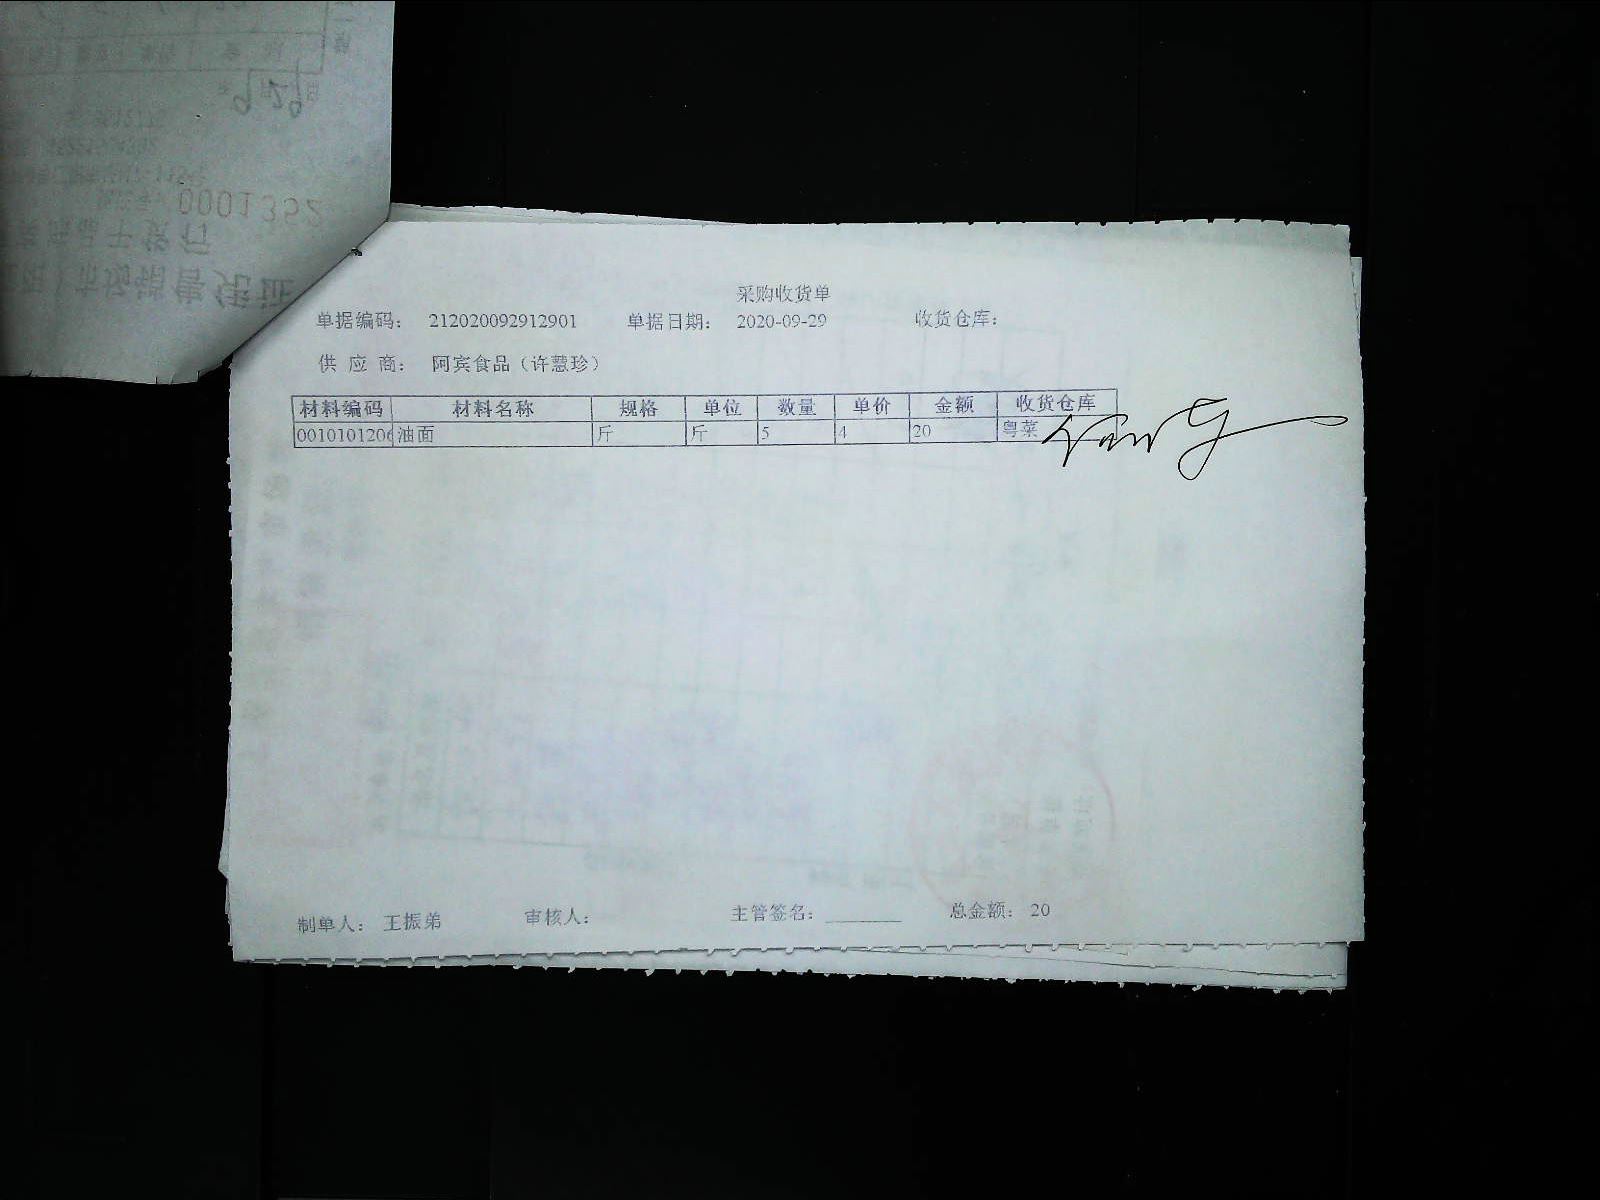 0001352
采购收货单
单据编码： 212020092912901 单据日期： 2020-09-29 收货仓库：
供 应 商： 阿宾食品（许慧珍）
材料编码 材料名称 规格 单位 数量 单价 金额 收货仓库
0010101206 油面 斤 斤 5 4 20 粤菜
制单人： 王振弟 审核人： 主管签名： ________ 总金额： 20